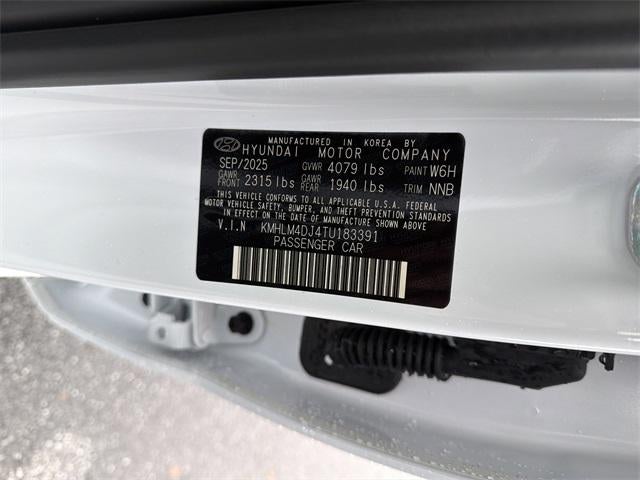 MANUFACTURED IN KOREA BY
HYUNDAI MOTOR COMPANY
SEP/2025 GVWR 4079 lbs PAINT W6H
GAWR FRONT 2315 lbs GAWR REAR 1940 lbs TRIM NNB
THIS VEHICLE CONFORMS TO ALL APPLICABLE U.S.A. FEDERAL
MOTOR VEHICLE SAFETY, BUMPER, AND THEFT PREVENTION STANDARDS
IN EFFECT ON THE DATE OF MANUFACTURE SHOWN ABOVE
V.I.N KMHLM4DJ4TU183391
PASSENGER CAR